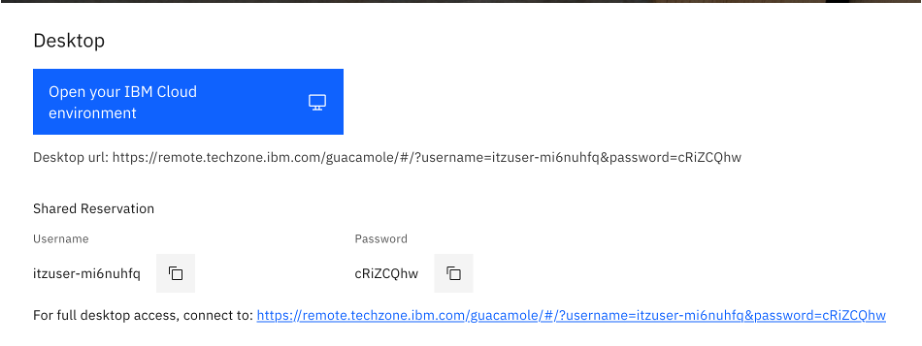 Desktop
Open your IBM Cloud
environment
Desktop url: https://remote.techzone.ibm.com/guacamole/#/?username=itzuser-mi6nuhfq&password=cRiZCQhw
Shared Reservation
Username
Password
itzuser-mi6nuhfq
cRiZCQhw
For full desktop access, connect to: https://remote.techzone.ibm.com/guacamole/#/?username=itzuser-mi6nuhfq&password=cRiZCQhw